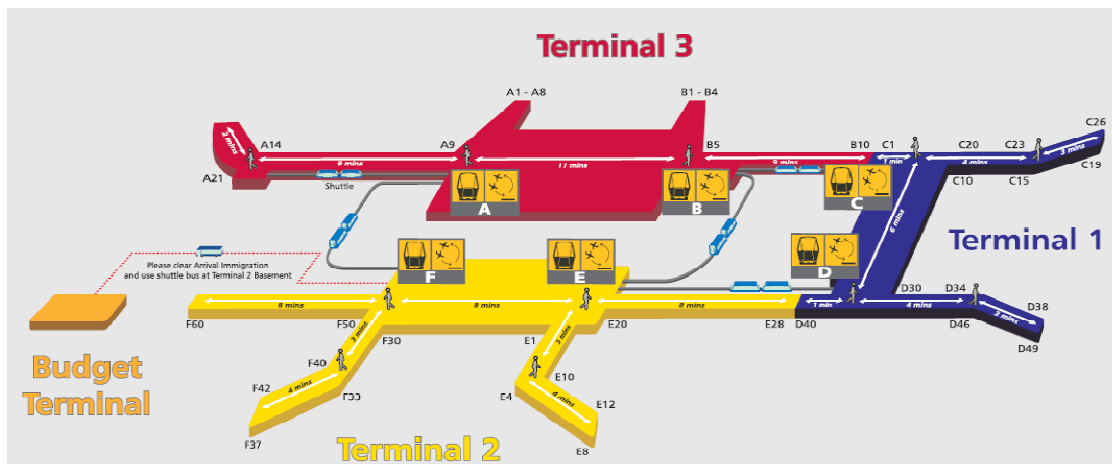 Terminal 3
A1 - A8
B1 - B4
2 mins
A14
A9
B5
B10
C1
C20
C23
C26
A21
9 mins
13 mins
9 mins
1 min
4 mins
3 mins
C19
C10
C15
Shuttle
A
B
C
6 mins
Terminal 1
F
E
D
Please clear Arrival Immigration
and use shuttle bus at Terminal 2 Basement
8 mins
8 mins
8 mins
1 min
D30
D34
4 mins
D38
3 mins
F60
F50
F30
E1
E20
E28
D40
D46
D49
3 mins
3 mins
Budget
Terminal
F40
F42
4 mins
F33
F37
E10
E4
4 mins
E12
E8
Terminal 2